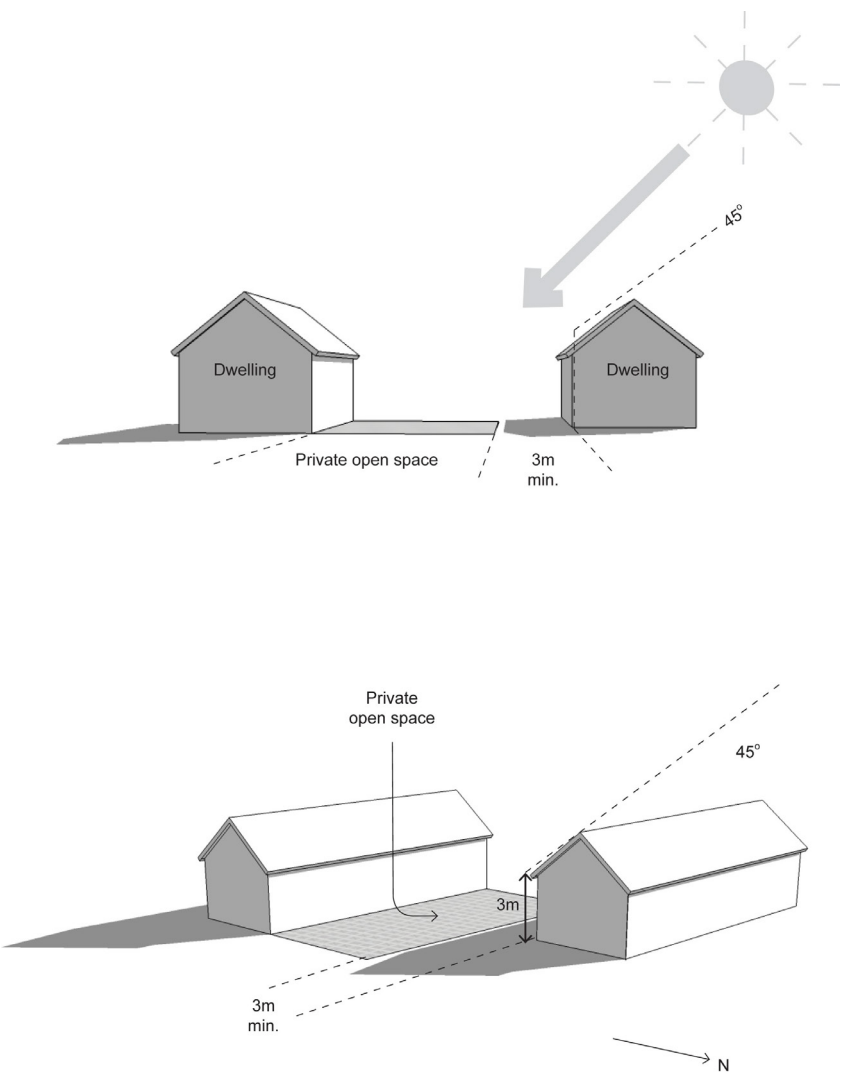 45°
Dwelling
Dwelling
Private open space
3m
min.
Private
open space
45°
3m
3m
min.
N